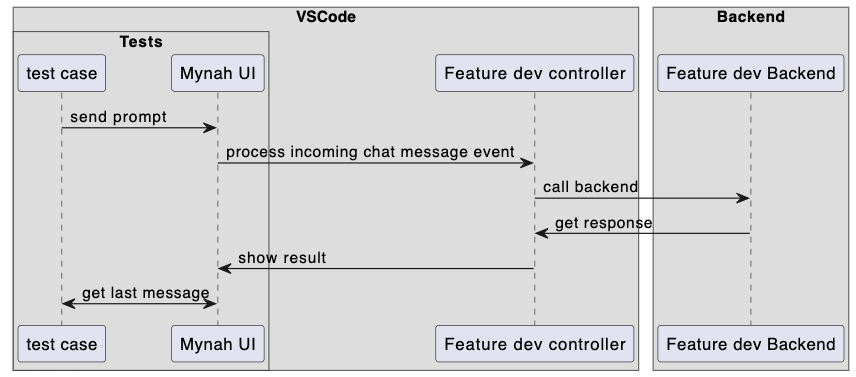 VSCode
Backend
Tests
test case
Mynah UI
Feature dev controller
Feature dev Backend
send prompt
process incoming chat message event
call backend
get response
show result
get last message
test case
Mynah UI
Feature dev controller
Feature dev Backend